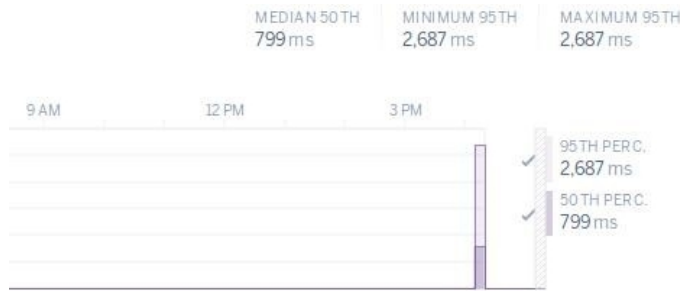 MEDIAN 50TH MINIMUM 95TH MAXIMUM 95TH
799 ms 2,687 ms 2,687 ms
9 AM 12 PM 3 PM
95TH PERC.
2,687 ms
50TH PERC.
799 ms